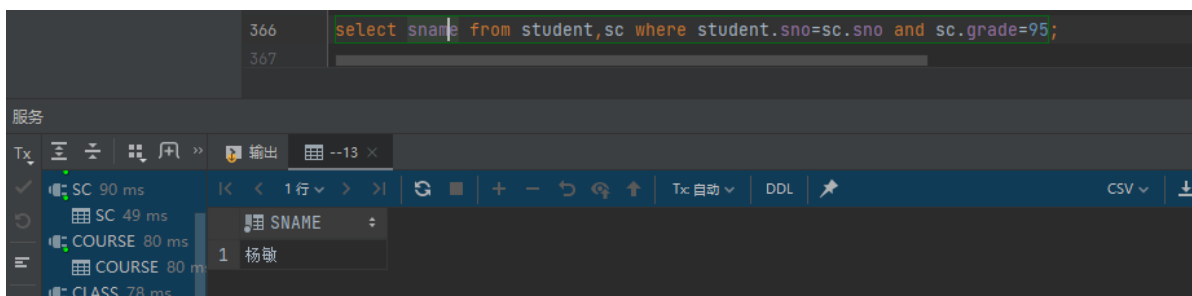 366 select sname from student,sc where student.sno=sc.sno and sc.grade=95;
367
服务
Tx 输出 --13
SC 90 ms 1行 Tx: 自动 DDL CSV
SC 49 ms SNAME
COURSE 80 ms
1 杨敏
COURSE 80 m
CLASS 78 ms